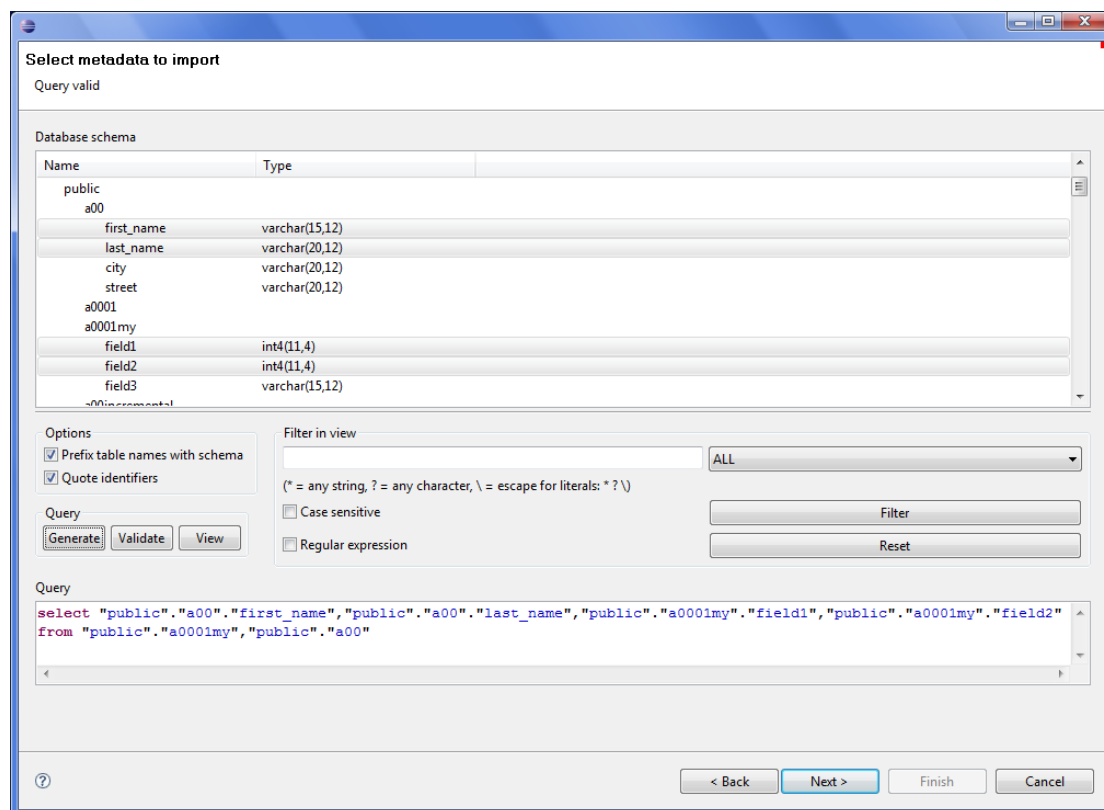 Select metadata to import
Query valid
Database schema
Name Type
public
a00
first_name varchar(15,12)
last_name varchar(20,12)
city varchar(20,12)
street varchar(20,12)
a0001
a0001my
field1 int4(11,4)
field2 int4(11,4)
field3 varchar(15,12)
a00incremental
Options
Prefix table names with schema
Quote identifiers
Filter in view
ALL
(* = any string, ? = any character, \ = escape for literals: * ? \)
Case sensitive Filter
Regular expression Reset
Query
Generate Validate View
Query
select "public"."a00"."first_name","public"."a00"."last_name","public"."a0001my"."field1","public"."a0001my"."field2"
from "public"."a0001my","public"."a00"
? < Back Next > Finish Cancel